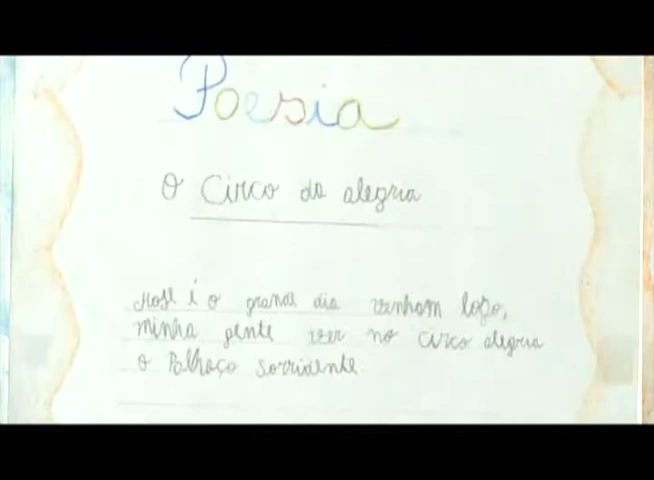 Poesia
O Circo da alegria
Hoje é o grande dia venham logo,
minha gente ver no circo alegria
o Palhaço sorridente.